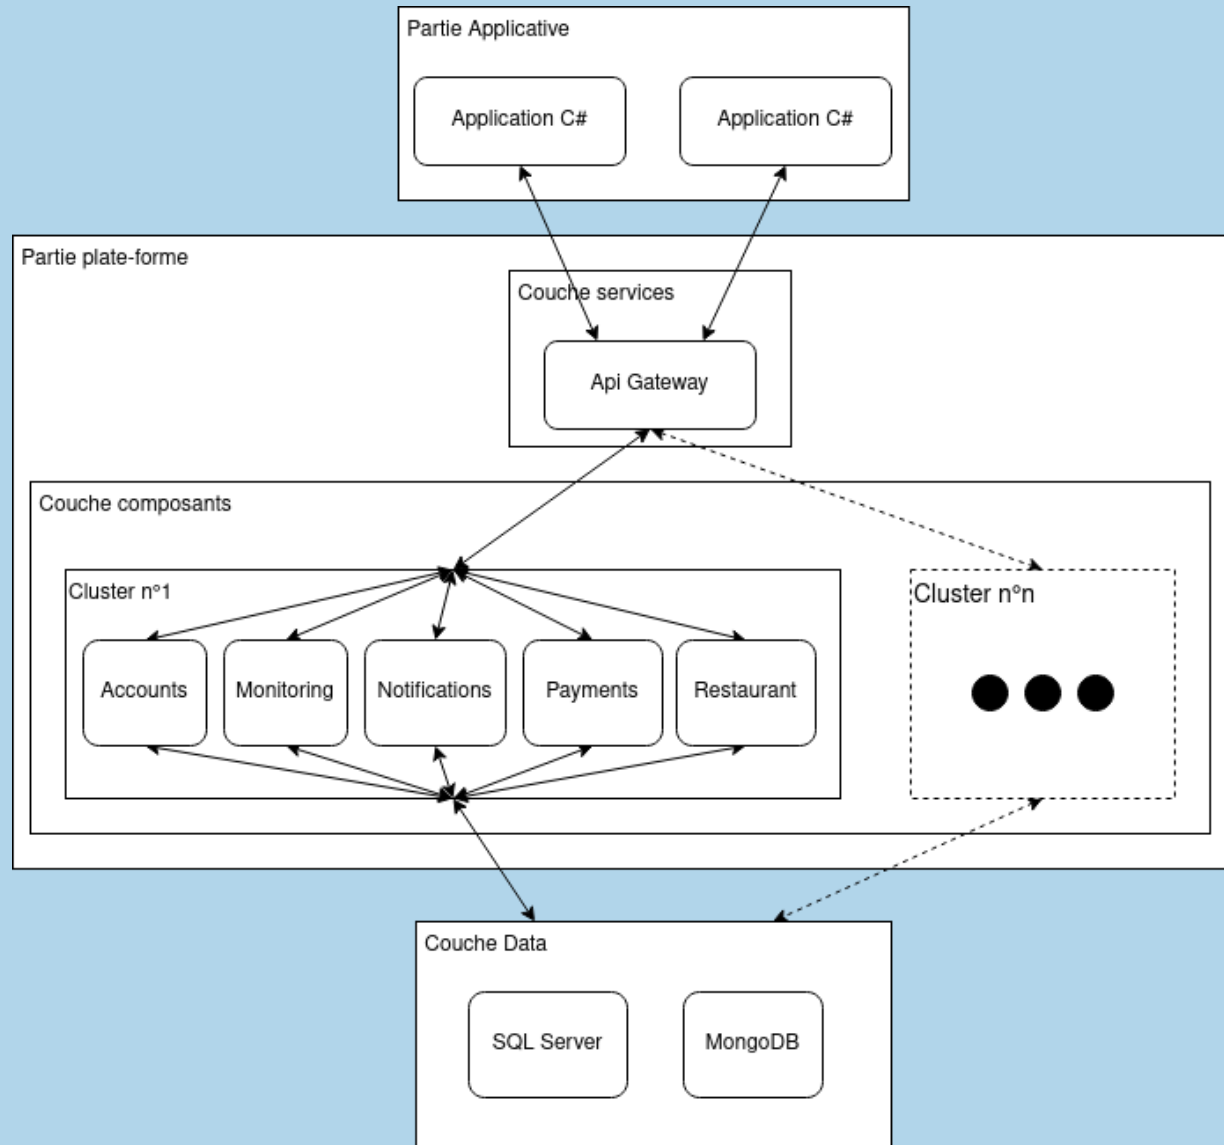 Partie Applicative
Application C#
Application C#
Partie plate-forme
Couche services
Api Gateway
Couche composants
Cluster n°1
Cluster n°n
Accounts
Monitoring
Notifications
Payments
Restaurant
Couche Data
SQL Server
MongoDB